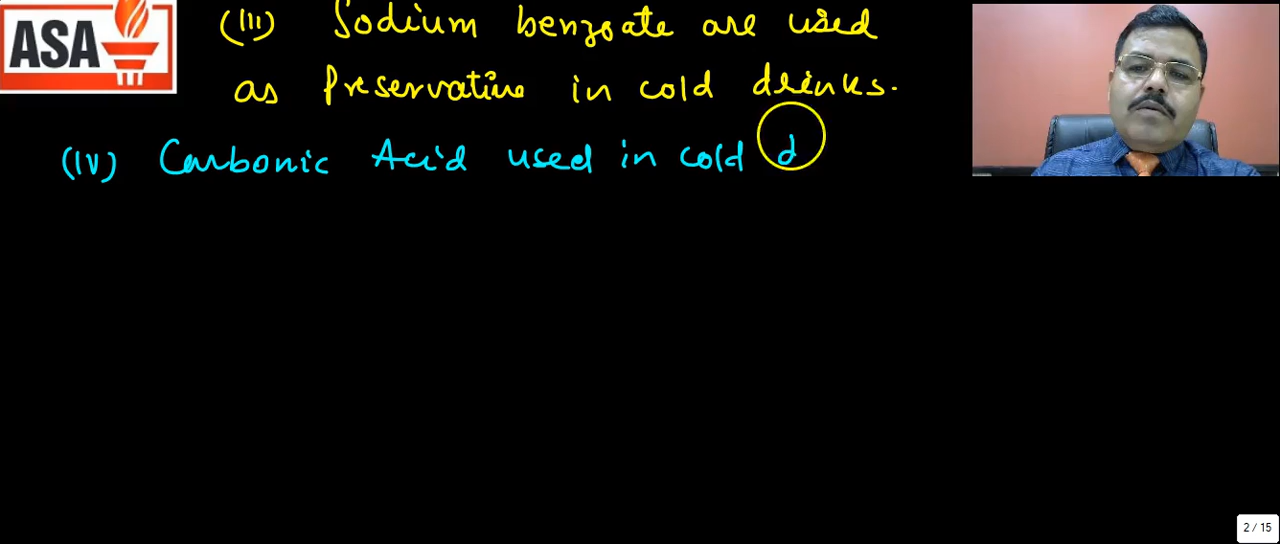 ASA
(III) Sodium benzoate are used
as Preservative in cold drinks.
(IV) Carbonic Acid used in cold d
2 / 15